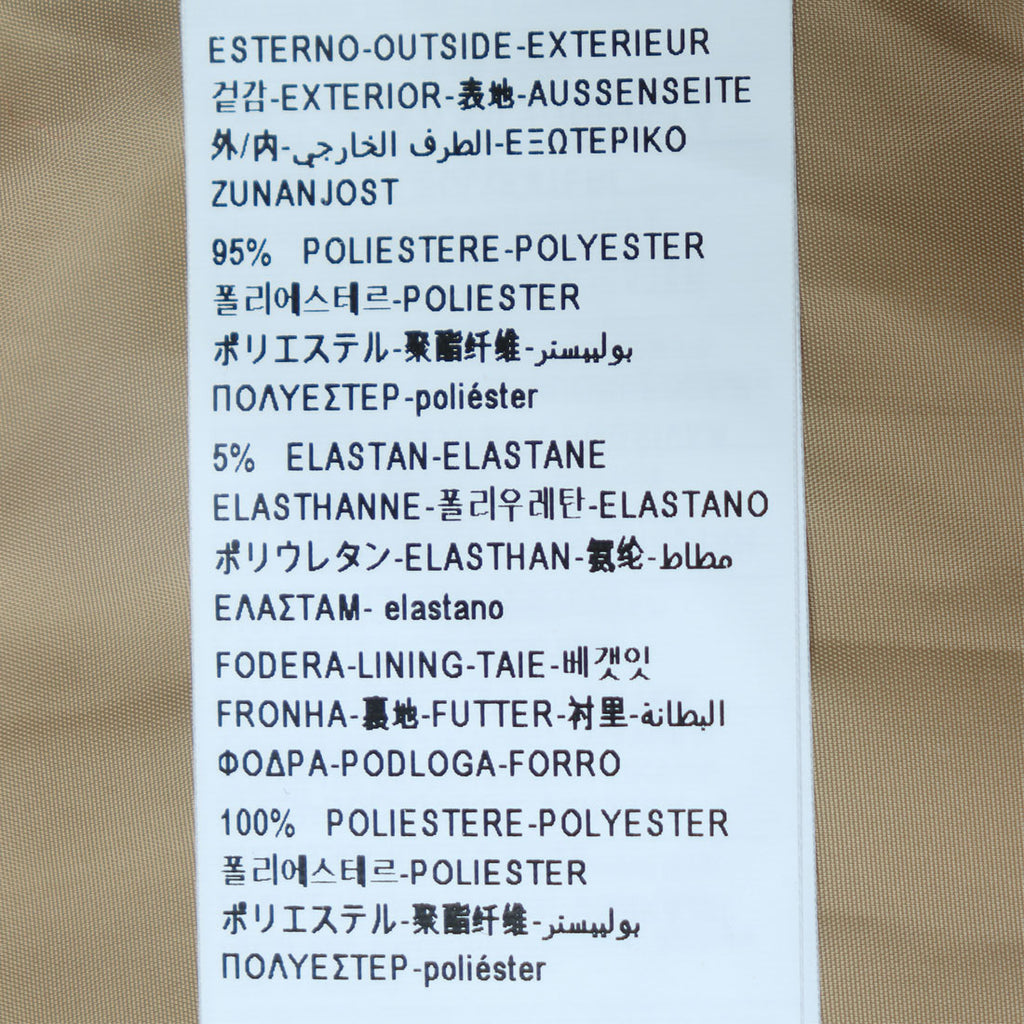 ESTERNO-OUTSIDE-EXTERIEUR
겉감-EXTERIOR-表地-AUSSENSEITE
外/内-الطرف الخارجي-ΕΞΩΤΕΡΙΚΟ
ZUNANJOST
95% POLIESTERE-POLYESTER
폴리에스테르-POLIESTER
ポリエステル-聚酯纤维-بولييستر
ΠΟΛΥΕΣΤΕΡ-poliéster
5% ELASTAN-ELASTANE
ELASTHANNE-폴리우레탄-ELASTANO
ポリウレタン-ELASTHAN-氨纶-مطاط
ΕΛΑΣΤΑΜ- elastano
FODERA-LINING-TAIE-베갯잇
FRONHA-裏地-FUTTER-衬里-البطانة
ΦΟΔΡΑ-PODLOGA-FORRO
100% POLIESTERE-POLYESTER
폴리에스테르-POLIESTER
ポリエステル-聚酯纤维-بولييستر
ΠΟΛΥΕΣΤΕΡ-poliéster